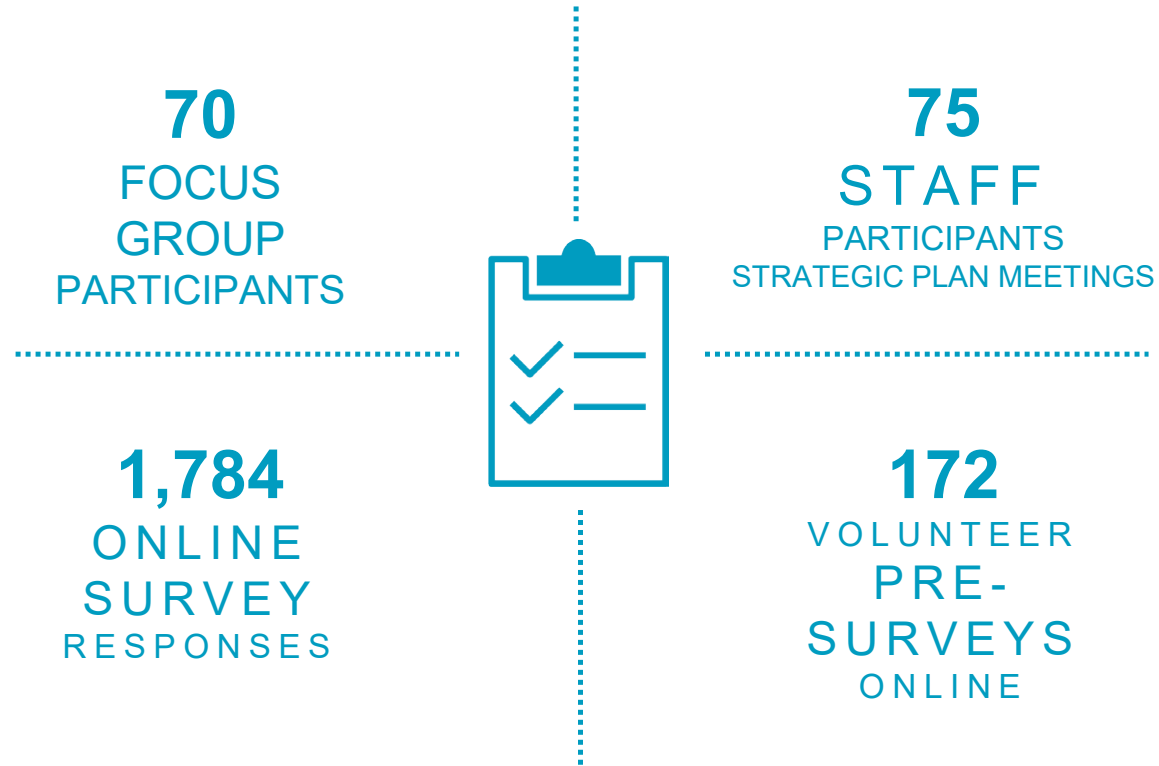 70
FOCUS
GROUP
PARTICIPANTS
75
STAFF
PARTICIPANTS
STRATEGIC PLAN MEETINGS
1,784
ONLINE
SURVEY
RESPONSES
172
VOLUNTEER
PRE-
SURVEYS
ONLINE